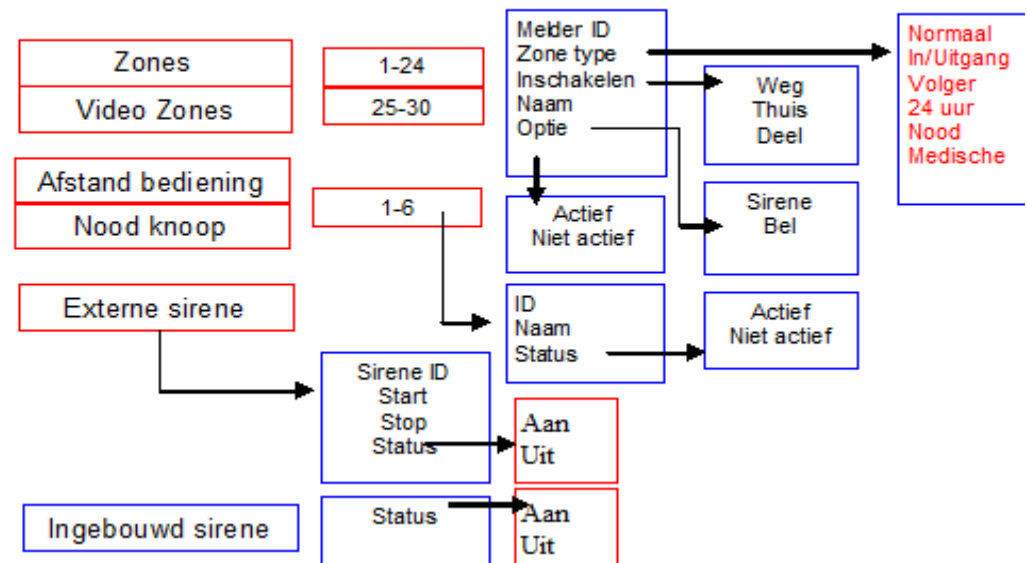 Zones
Video Zones
1-24
25-30
Melder ID
Zone type
Inschakelen
Naam
Optie
Normaal
In/Uitgang
Volger
24 uur
Nood
Medische
Weg
Thuis
Deel
Afstand bediening
Nood knoop
1-6
Actief
Niet actief
Sirene
Bel
Externe sirene
ID
Naam
Status
Actief
Niet actief
Sirene ID
Start
Stop
Status
Aan
Uit
Ingebouwd sirene
Status
Aan
Uit